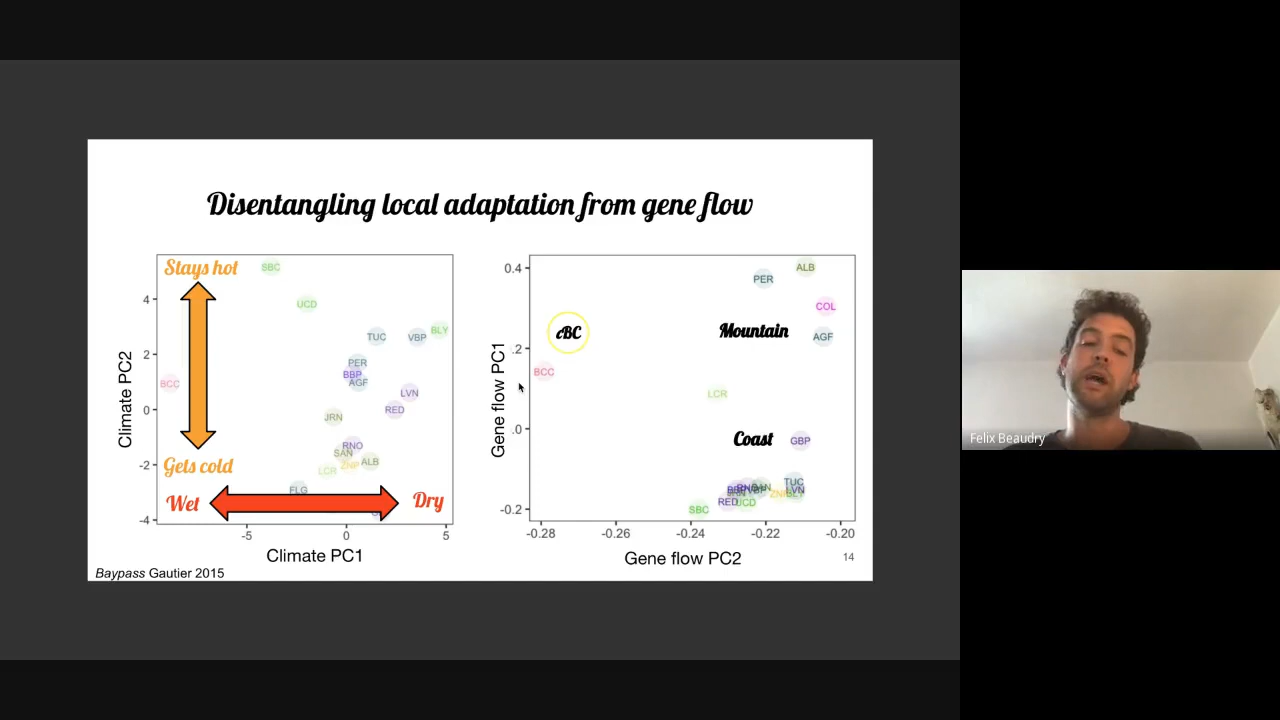 Disentangling local adaptation from gene flow
Stays hot
Gets cold
Wet
Dry
SBC
UCD
TUC
VBP
BLY
BCC
PER
BBP
AGF
LVN
RED
JRN
RNO
SAN
ZNP
ALB
LCR
FLG
4
2
0
-2
-4
-5
0
5
Climate PC2
Climate PC1
Baypass Gautier 2015
0.4
.2
.0
-0.2
Gene flow PC1
cBC
BCC
Mountain
PER
ALB
COL
AGF
LCR
Coast
GBP
TUC
LVN
RED
UCD
SBC
-0.28
-0.26
-0.24
-0.22
-0.20
Gene flow PC2
14
Felix Beaudry